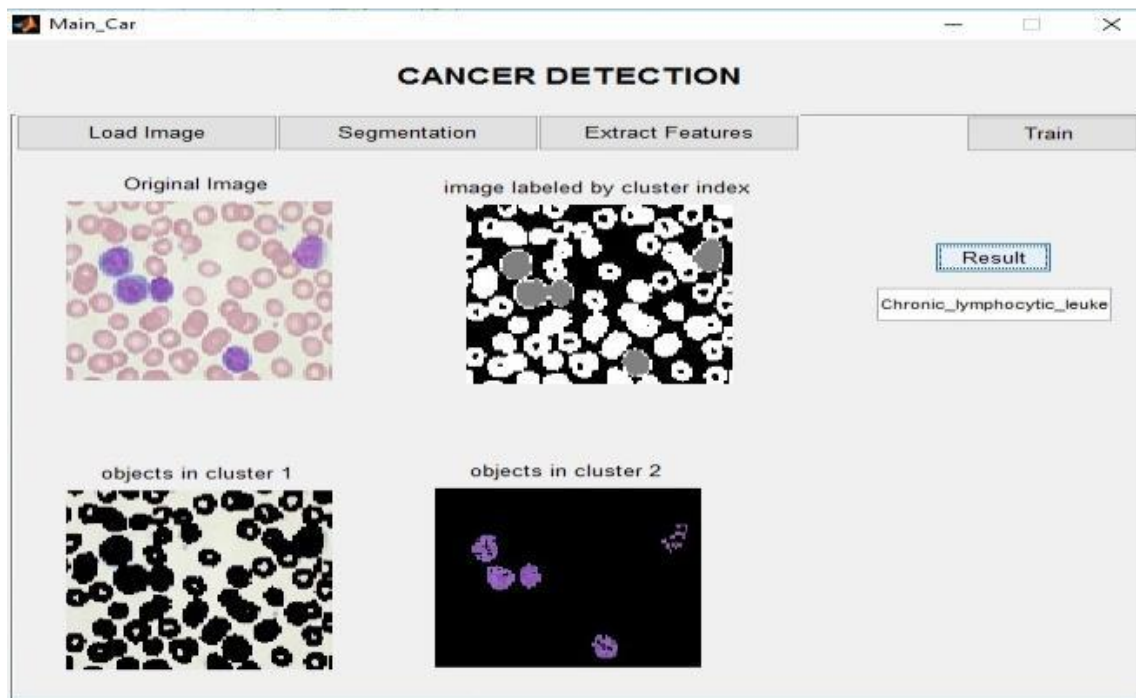 Main_Car
CANCER DETECTION
Load Image
Segmentation
Extract Features
Train
Original Image
image labeled by cluster index
Result
Chronic_lymphocytic_leuke
objects in cluster 1
objects in cluster 2